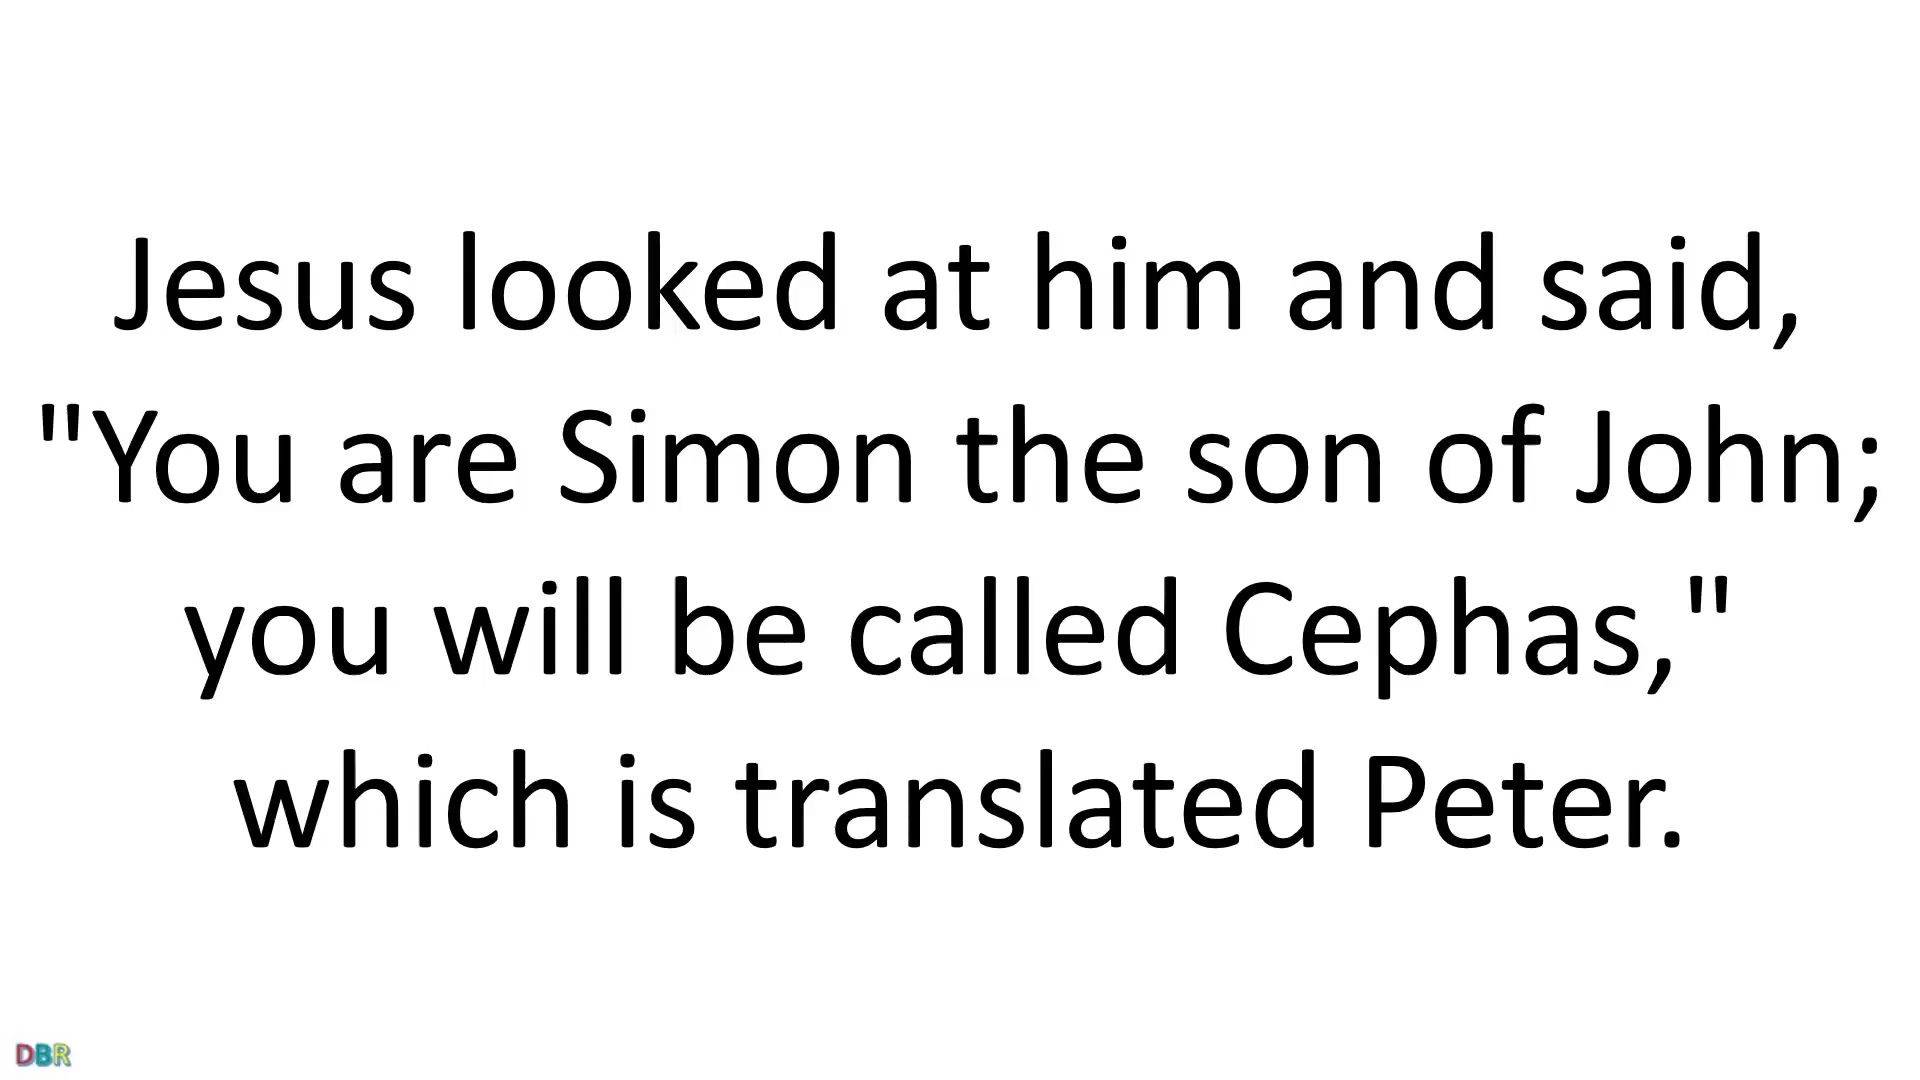 Jesus looked at him and said,
"You are Simon the son of John;
you will be called Cephas,"
which is translated Peter.
DBR